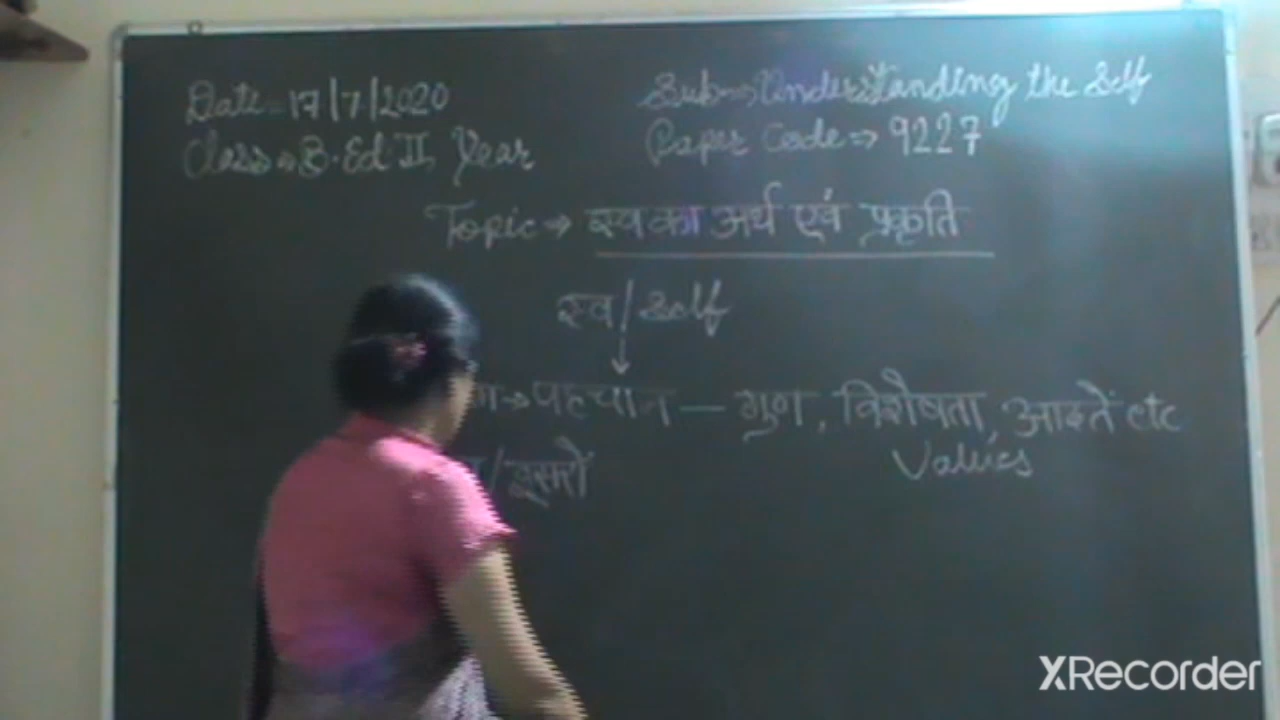 Date = 17/7/2020
Sub → Understanding the Self
Class → B.Ed II, Year
Paper Code ⇒ 9227
Topic → स्व का अर्थ एवं प्रकृति
स्व/Self
↓
→ पहचान — गुण, विशेषता, आदतें etc
Values
/दूसरों
XRecorder